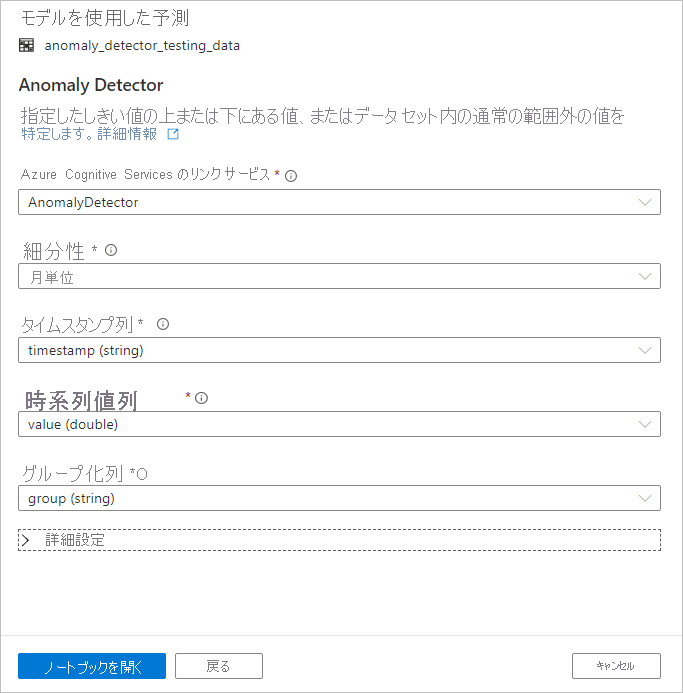 モデルを使用した予測
anomaly_detector_testing_data
Anomaly Detector
指定したしきい値の上または下にある値、またはデータ セット内の通常の範囲外の値を
特定します。詳細情報
Azure Cognitive Services のリンク サービス *
AnomalyDetector
細分性 *
月単位
タイムスタンプ列 *
timestamp (string)
時系列値列 *
value (double)
グループ化列 *O
group (string)
詳細設定
ノートブックを開く
戻る
キャンセル